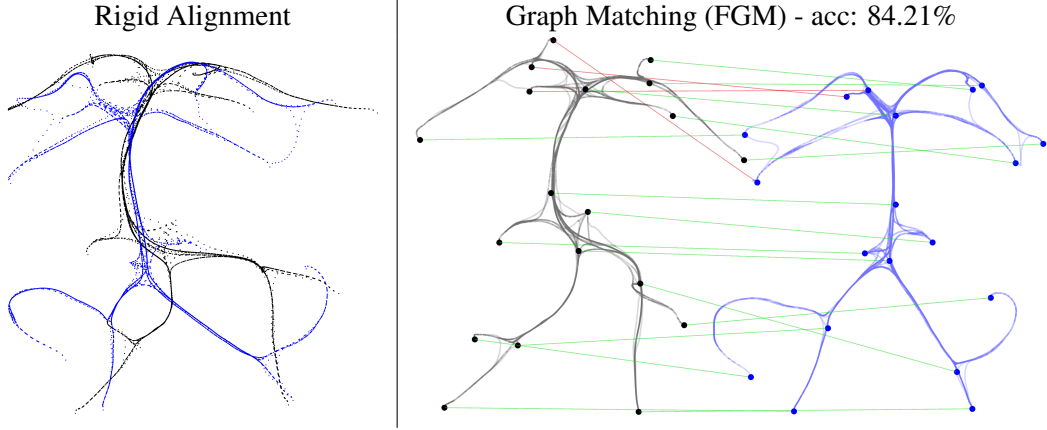 Rigid Alignment
Graph Matching (FGM) - acc: 84.21%